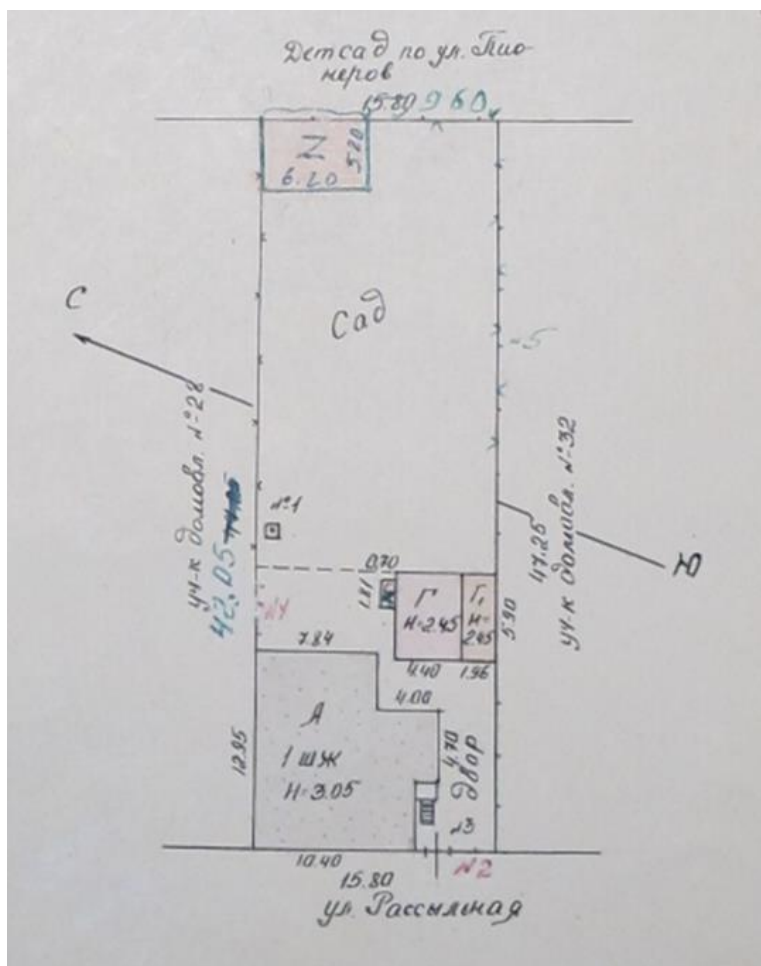 Детсад по ул. Пио-
неров
15.80 9 60
N
5.20
6.20
С
Сад
уч-к домовл. №28
42.05
№1
47.25
уч-к домовл. №32
Ю
0.70
1.81
Г
Н=2.45
Г₁
Н=
2.45
5.90
7.84
4.40
1.96
4.00
А
1 шж
Н=3.05
12.95
4.70
Двор
№3
10.40
№2
15.80
ул. Рассыльная